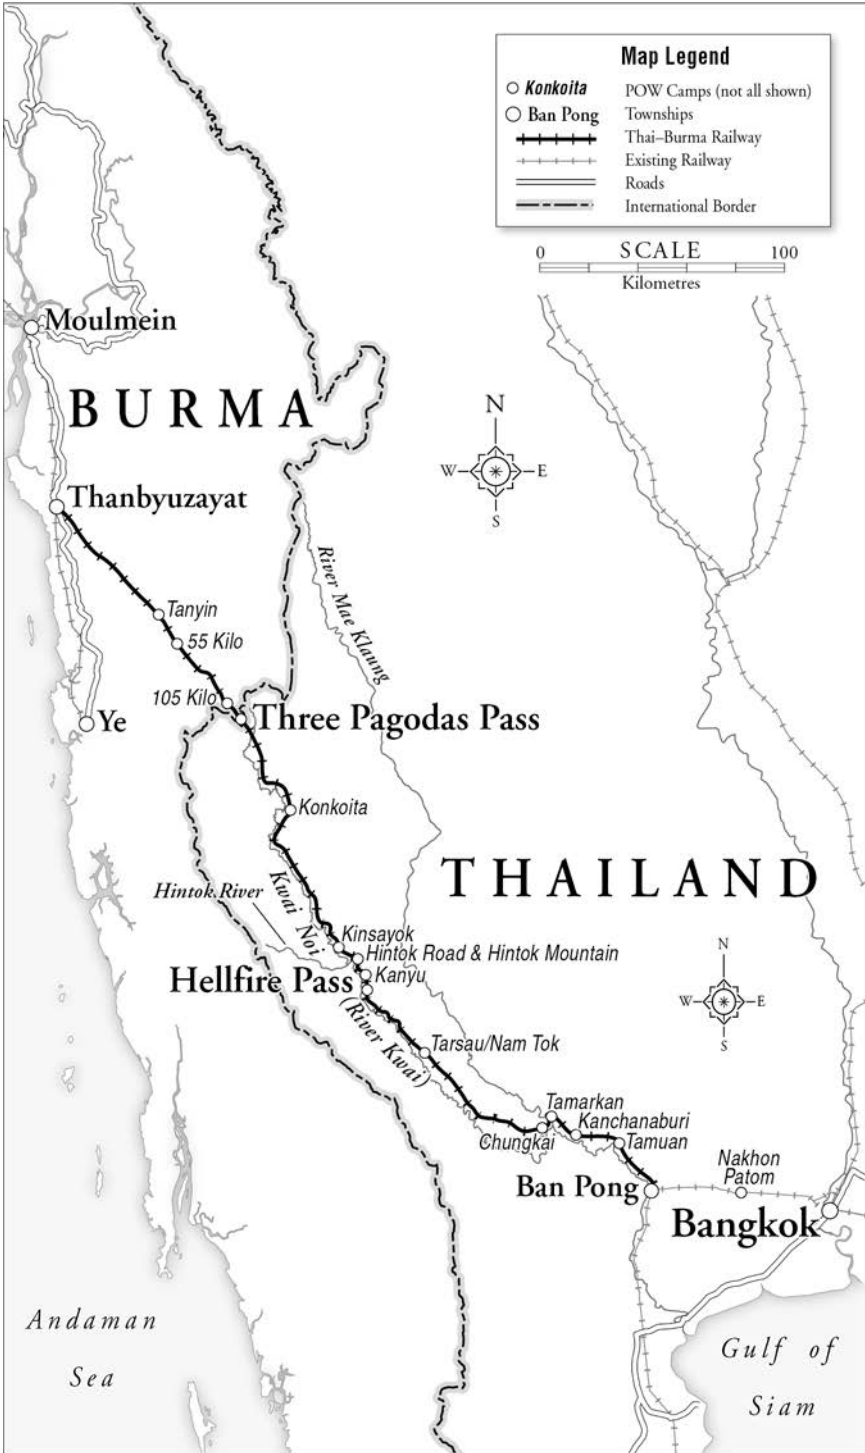 Map Legend
Konkoita POW Camps (not all shown)
Ban Pong Townships
Thai–Burma Railway
Existing Railway
Roads
International Border
0 SCALE 100
Kilometres
Moulmein
BURMA
N
W E
S
Thanbyuzayat
River Mae Klaung
Tanyin
55 Kilo
105 Kilo
Three Pagodas Pass
Ye
Konkoita
THAILAND
Hintok River
Kwai Noi
(River Kwai)
Kinsayok
Hintok Road & Hintok Mountain
Kanyu
Hellfire Pass
N
W E
S
Tarsau/Nam Tok
Tamarkan
Kanchanaburi
Chungkai
Tamuan
Nakhon
Patom
Ban Pong
Bangkok
Andaman
Sea
Gulf of
Siam